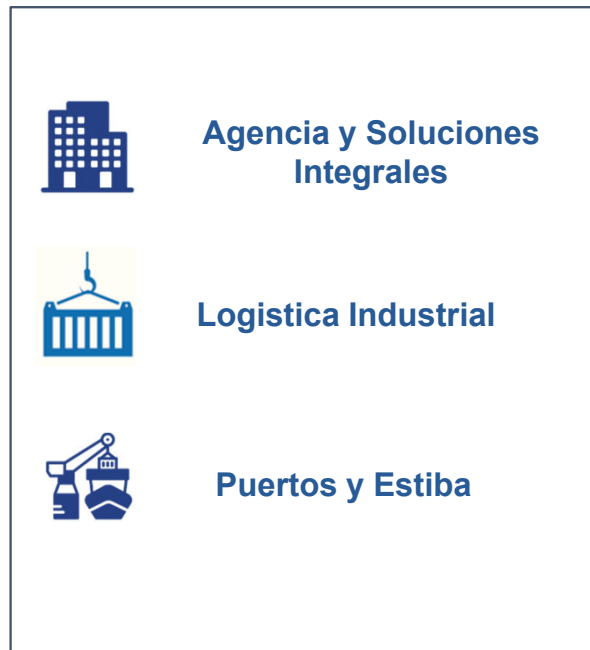 Agencia y Soluciones
Integrales
Logistica Industrial
Puertos y Estiba